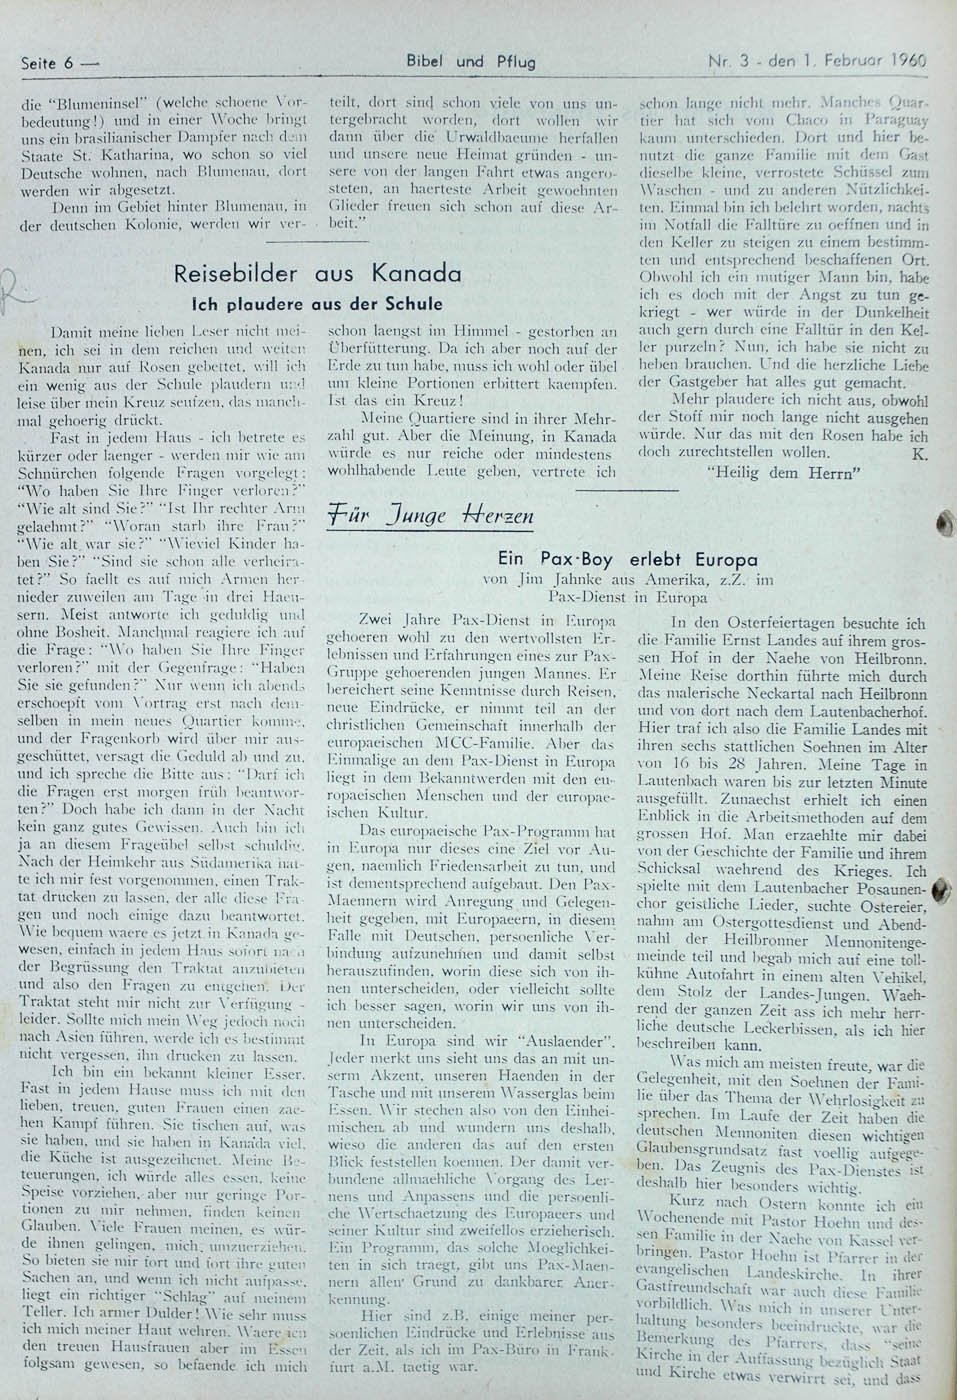 Seite 6 —
Bibel und Pflug
Nr. 3 - den 1. Februar 1960
die "Blumeninsel" (welche schoene Vor-
bedeutung!) und in einer Woche bringt
uns ein brasilianischer Dampfer nach dem
Staate St. Katharina, wo schon so viel
Deutsche wohnen, nach Blumenau, dort
werden wir abgesetzt.
Denn im Gebiet hinter Blumenau, in
der deutschen Kolonie, werden wir ver-
teilt, dort sind schon viele von uns un-
tergebracht worden, dort wollen wir
dann über die Urwaldbaeume herfallen
und unsere neue Heimat gründen - un-
sere von der langen Fahrt etwas angero-
steten, an haerteste Arbeit gewoehnten
Glieder freuen sich schon auf diese Ar-
beit."
Reisebilder aus Kanada
Ich plaudere aus der Schule
Damit meine lieben Leser nicht mei-
nen, ich sei in dem reichen und weiten
Kanada nur auf Rosen gebettet, will ich
ein wenig aus der Schule plaudern und
leise über mein Kreuz seufzen, das manch-
mal gehoerig drückt.
Fast in jedem Haus - ich betrete es
kürzer oder laenger - werden mir wie am
Schnürchen folgende Fragen vorgelegt:
"Wo haben Sie Ihre Finger verloren?"
"Wie alt sind Sie?" "Ist Ihr rechter Arm
gelaehmt?" "Woran starb ihre Frau?"
"Wie alt war sie?" "Wieviel Kinder ha-
ben Sie?" "Sind sie schon alle verheira-
tet?" So faellt es auf mich Armen her-
nieder zuweilen am Tage in drei Haeu-
sern. Meist antworte ich geduldig und
ohne Bosheit. Manchmal reagiere ich auf
die Frage: "Wo haben Sie Ihre Finger
verloren?" mit der Gegenfrage: "Haben
Sie sie gefunden?" Nur wenn ich abends
erschoepft vom Vortrag erst nach dem-
selben in mein neues Quartier komme,
und der Fragenkorb wird über mir aus-
geschüttet, versagt die Geduld ab und zu,
und ich spreche die Bitte aus: "Darf ich
die Fragen erst morgen früh beantwor-
ten?" Doch habe ich dann in der Nacht
kein ganz gutes Gewissen. Auch bin ich
ja an diesem Frageübel selbst schuldig.
Nach der Heimkehr aus Südamerika hat-
te ich mir fest vorgenommen, einen Trak-
tat drucken zu lassen, der alle diese Fra-
gen und noch einige dazu beantwortet.
Wie bequem waere es jetzt in Kanada ge-
wesen, einfach in jedem Haus sofort nach
der Begrüssung den Traktat anzubieten
und also den Fragen zu entgehen. Der
Traktat steht mir nicht zur Verfügung -
leider. Sollte mich mein Weg jedoch noch
nach Asien führen, werde ich es bestimmt
nicht vergessen, ihn drucken zu lassen.
Ich bin ein bekannt kleiner Esser.
Fast in jedem Hause muss ich mit den
lieben, treuen, guten Frauen einen zae-
hen Kampf führen. Sie tischen auf, was
sie haben, und sie haben in Kanada viel,
die Küche ist ausgezeihcnet. Meine Be-
teuerungen, ich würde alles essen, keine
Speise vorziehen, aber nur geringe Por-
tionen zu mir nehmen, finden keinen
Glauben. Viele Frauen meinen, es wür-
de ihnen gelingen, mich, umzuerziehen.
So bieten sie mir fort und fort ihre guten
Sachen an, und wenn ich nicht aufpasse,
liegt ein richtiger "Schlag" auf meinem
Teller. Ich armer Dulder! Wie sehr muss
ich mich meiner Haut wehren. Waere ich
den treuen Hausfrauen aber im Essen
folgsam gewesen, so befaende ich mich
schon laengst im Himmel - gestorben an
Überfütterung. Da ich aber noch auf der
Erde zu tun habe, muss ich wohl oder übel
um kleine Portionen erbittert kaempfen.
Ist das ein Kreuz!
Meine Quartiere sind in ihrer Mehr-
zahl gut. Aber die Meinung, in Kanada
würde es nur reiche oder mindestens
wohlhabende Leute geben, vertrete ich
schon lange nicht mehr. Manches Quar-
tier hat sich vom Chaco in Paraguay
kaum unterschieden. Dort und hier be-
nutzt die ganze Familie mit dem Gast
dieselbe kleine, verrostete Schüssel zum
Waschen - und zu anderen Nützlichkei-
ten. Einmal bin ich belehrt worden, nachts
im Notfall die Falltüre zu oeffnen und in
den Keller zu steigen zu einem bestimm-
ten und entsprechend beschaffenen Ort.
Obwohl ich ein mutiger Mann bin, habe
ich es doch mit der Angst zu tun ge-
kriegt - wer würde in der Dunkelheit
auch gern durch eine Falltür in den Kel-
ler purzeln? Nun, ich habe sie nicht zu
heben brauchen. Und die herzliche Liebe
der Gastgeber hat alles gut gemacht.
Mehr plaudere ich nicht aus, obwohl
der Stoff mir noch lange nicht ausgehen
würde. Nur das mit den Rosen habe ich
doch zurechtstellen wollen. K.
"Heilig dem Herrn"
Für Junge Herzen
Ein Pax-Boy erlebt Europa
von Jim Jahnke aus Amerika, z.Z. im
Pax-Dienst in Europa
Zwei Jahre Pax-Dienst in Europa
gehoeren wohl zu den wertvollsten Er-
lebnissen und Erfahrungen eines zur Pax-
Gruppe gehoerenden jungen Mannes. Er
bereichert seine Kenntnisse durch Reisen,
neue Eindrücke, er nimmt teil an der
christlichen Gemeinschaft innerhalb der
europaeischen MCC-Familie. Aber das
Einmalige an dem Pax-Dienst in Europa
liegt in dem Bekanntwerden mit den eu-
ropaeischen Menschen und der europae-
ischen Kultur.
Das europaeische Pax-Programm hat
in Europa nur dieses eine Ziel vor Au-
gen, naemlich Friedensarbeit zu tun, und
ist dementsprechend aufgebaut. Den Pax-
Maennern wird Anregung und Gelegen-
heit gegeben, mit Europaeern, in diesem
Falle mit Deutschen, persoenliche Ver-
bindung aufzunehmen und damit selbst
herauszufinden, worin diese sich von ih-
nen unterscheiden, oder vielleicht sollte
ich besser sagen, worin wir uns von ih-
nen unterscheiden.
In Europa sind wir "Auslaender".
Jeder merkt uns sieht uns das an mit un-
serm Akzent, unseren Haenden in der
Tasche und mit unserem Wasserglas beim
Essen. Wir stechen also von den Einhei-
mischen ab und wundern uns deshalb,
wieso die anderen das auf den ersten
Blick feststellen koennen. Der damit ver-
bundene allmaehliche Vorgang des Ler-
nens und Anpassens und die persoenli-
che Wertschaetzung des Europaeers und
seiner Kultur sind zweifellos erzieherisch.
Ein Programm, das solche Moeglichkei-
ten in sich traegt, gibt uns Pax-Maen-
nern allen Grund zu dankbarer Aner-
kennung.
Hier sind z.B. einige meiner per-
soenlichen Eindrücke und Erlebnisse aus
der Zeit, als ich im Pax-Büro in Frank-
furt a.M. taetig war.
In den Osterfeiertagen besuchte ich
die Familie Ernst Landes auf ihrem gros-
sen Hof in der Naehe von Heilbronn.
Meine Reise dorthin führte mich durch
das malerische Neckartal nach Heilbronn
und von dort nach dem Lautenbacherhof.
Hier traf ich also die Familie Landes mit
ihren sechs stattlichen Soehnen im Alter
von 16 bis 28 Jahren. Meine Tage in
Lautenbach waren bis zur letzten Minute
ausgefüllt. Zunaechst erhielt ich einen
Enblick in die Arbeitsmethoden auf dem
grossen Hof. Man erzaehlte mir dabei
von der Geschichte der Familie und ihrem
Schicksal waehrend des Krieges. Ich
spielte mit dem Lautenbacher Posaunen-
chor geistliche Lieder, suchte Ostereier,
nahm am Ostergottesdienst und Abend-
mahl der Heilbronner Mennonitenge-
meinde teil und begab mich auf eine toll-
kühne Autofahrt in einem alten Vehikel,
dem Stolz der Landes-Jungen. Waeh-
rend der ganzen Zeit ass ich mehr herr-
liche deutsche Leckerbissen, als ich hier
beschreiben kann.
Was mich am meisten freute, war die
Gelegenheit, mit den Soehnen der Fami-
lie über das Thema der Wehrlosigkeit zu
sprechen. Im Laufe der Zeit haben die
deutschen Mennoniten diesen wichtigen
Glaubensgrundsatz fast voellig aufgege-
ben. Das Zeugnis des Pax-Dienstes ist
deshalb hier besonders wichtig.
Kurz nach Ostern konnte ich ein
Wochenende mit Pastor Hoehn und des-
sen Familie in der Naehe von Kassel ver-
bringen. Pastor Hoehn ist Pfarrer in der
evangelischen Landeskirche. In ihrer
Gastfreundschaft war auch diese Familie
vorbildlich. Was mich in unserer Unter-
haltung besonders beeindruckte, war die
Bemerkung des Pfarrers, dass "seine
Kirche in der Auffassung bezüglich Staat
und Kirche etwas verwirrt sei, und dass